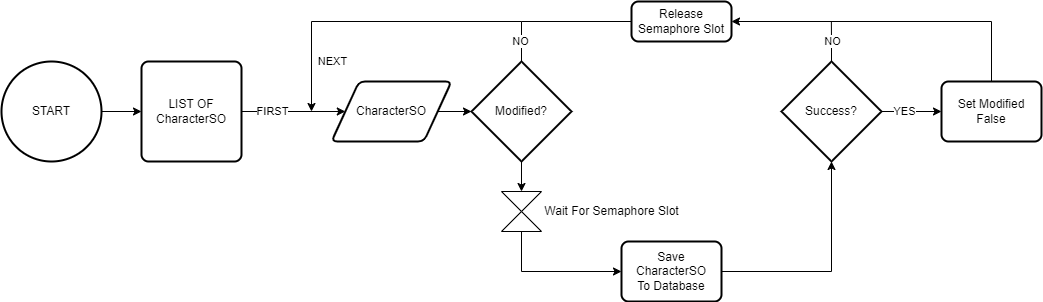 START
LIST OF
CharacterSO
FIRST
NEXT
CharacterSO
Modified?
NO
Wait For Semaphore Slot
Save
CharacterSO
To Database
Success?
NO
YES
Set Modified
False
Release
Semaphore Slot